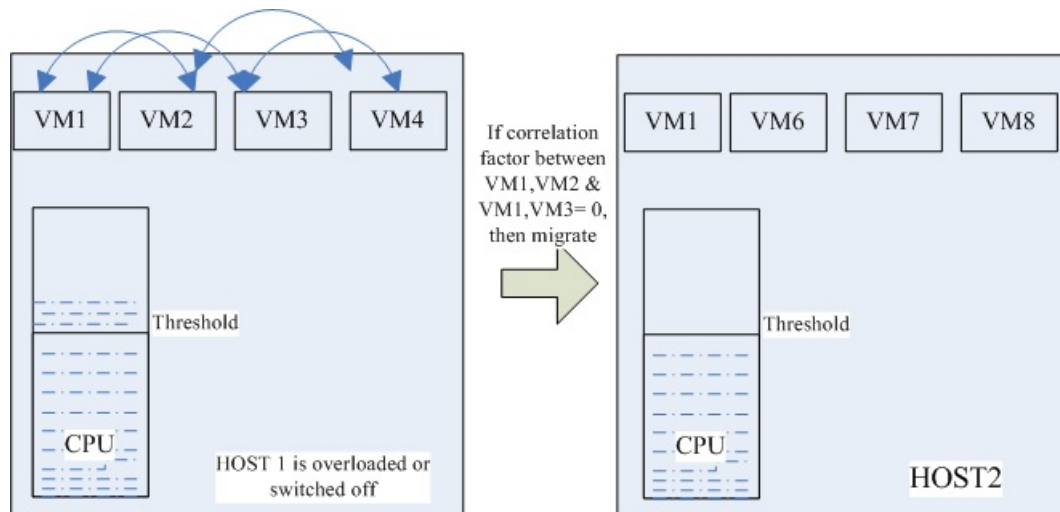 VM1
VM2
VM3
VM4
Threshold
CPU
HOST 1 is overloaded or
switched off
If correlation
factor between
VM1,VM2 &
VM1,VM3= 0,
then migrate
VM1
VM6
VM7
VM8
Threshold
CPU
HOST2